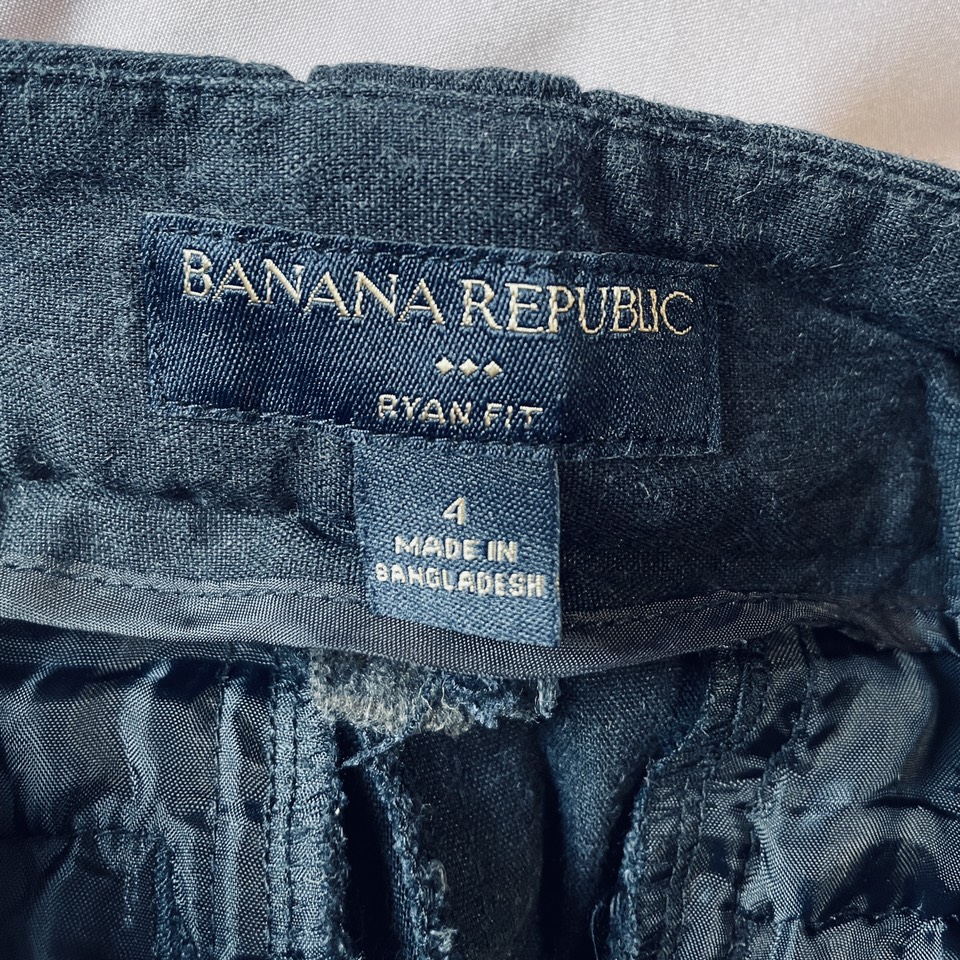 BANANA REPUBLIC
RYAN FIT
4
MADE IN
BANGLADESH